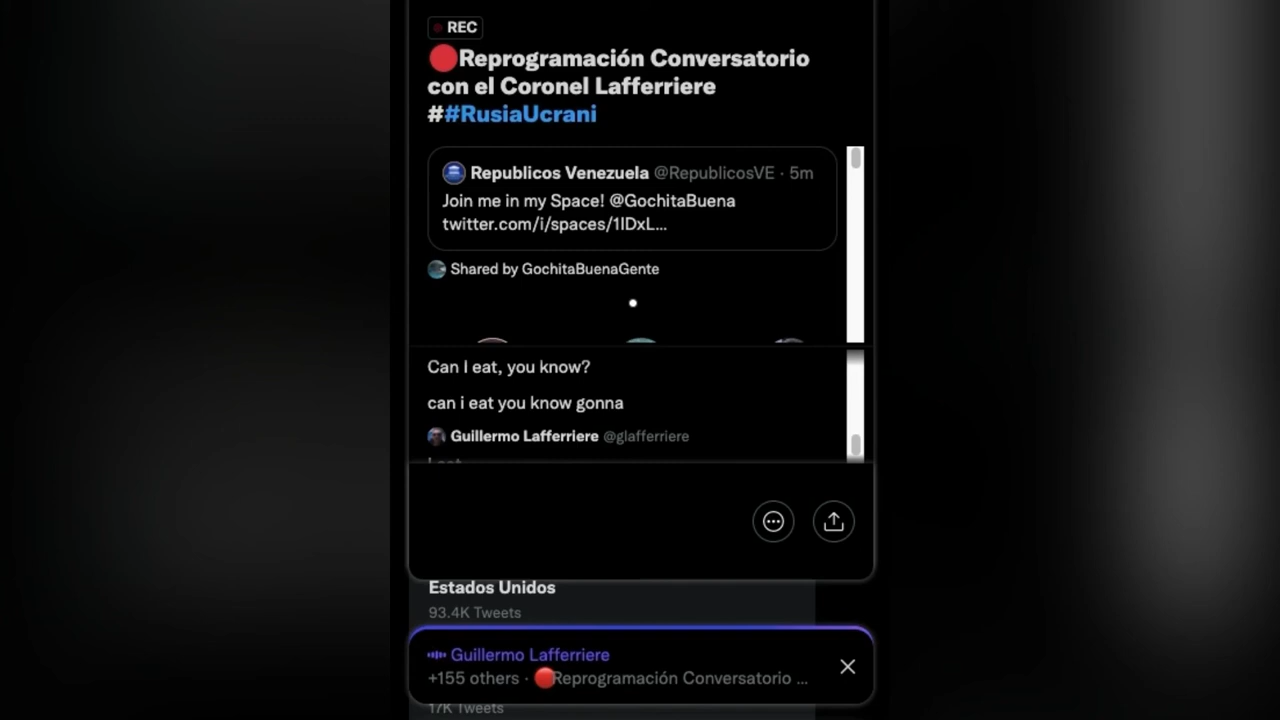 REC
🔴Reprogramación Conversatorio
con el Coronel Lafferriere
##RusiaUcrani
Republicos Venezuela @RepublicosVE · 5m
Join me in my Space! @GochitaBuena
twitter.com/i/spaces/1lDxL...
Shared by GochitaBuenaGente
Can I eat, you know?
can i eat you know gonna
Guillermo Lafferriere @glafferriere
Estados Unidos
93.4K Tweets
Guillermo Lafferriere
+155 others · 🔴Reprogramación Conversatorio ...
17K Tweets